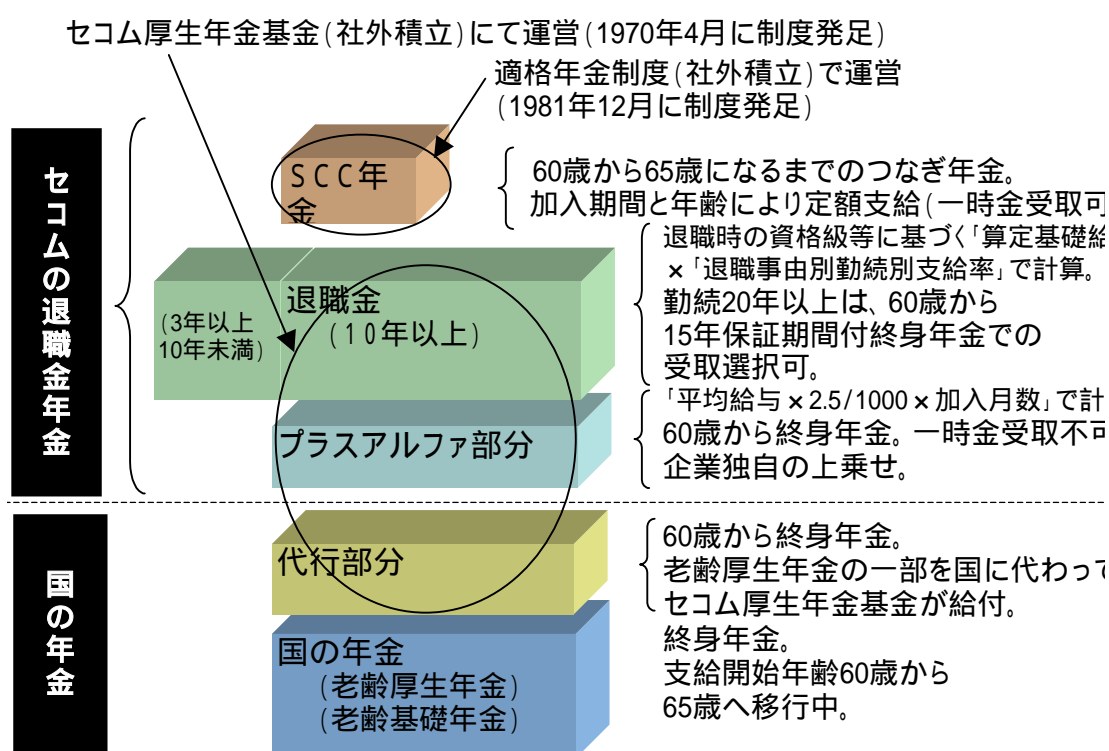 セコム厚生年金基金(社外積立)にて運営(1970年4月に制度発足)
適格年金制度(社外積立)で運営
(1981年12月に制度発足)
セコムの退職金年金
SCC年
金
60歳から65歳になるまでのつなぎ年金。
加入期間と年齢により定額支給(一時金受取可
退職時の資格級等に基づく「算定基礎給
×「退職事由別勤続別支給率」で計算。
勤続20年以上は、60歳から
15年保証期間付終身年金での
受取選択可。
(3年以上
10年未満)
退職金
(10年以上)
「平均給与×2.5/1000×加入月数」で計
60歳から終身年金。一時金受取不可
企業独自の上乗せ。
プラスアルファ部分
国の年金
代行部分
60歳から終身年金。
老齢厚生年金の一部を国に代わって
セコム厚生年金基金が給付。
国の年金
(老齢厚生年金)
(老齢基礎年金)
終身年金。
支給開始年齢60歳から
65歳へ移行中。